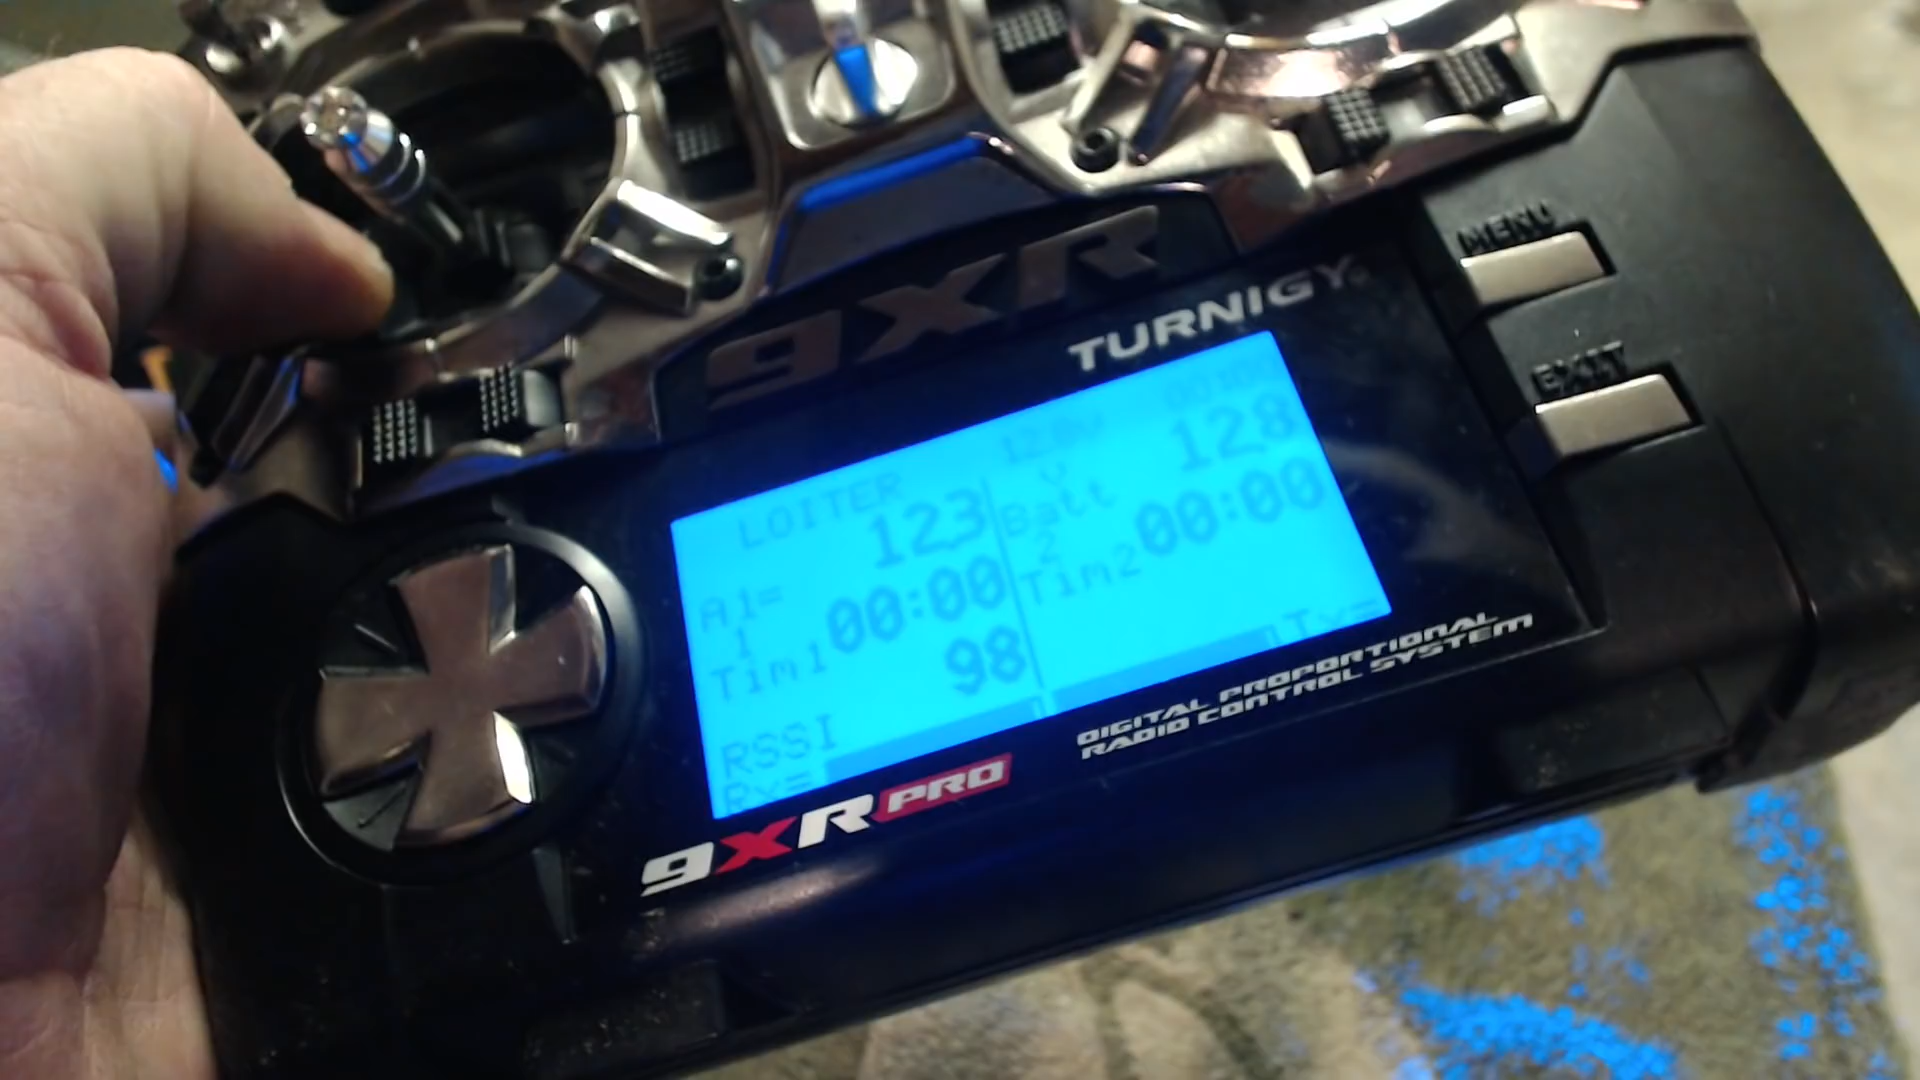 MENU
9XR
TURNIGY
EXIT
LOITER
A1= 123
Batt 128
1
2
Tim1 00:00
Tim2 00:00
RSSI 98
Rx=
Tx=
9XR PRO
DIGITAL PROPORTIONAL
RADIO CONTROL SYSTEM